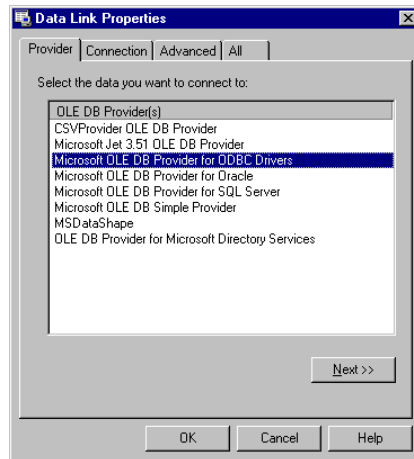 Data Link Properties
Provider Connection Advanced All
Select the data you want to connect to:
OLE DB Provider(s)
CSVProvider OLE DB Provider
Microsoft Jet 3.51 OLE DB Provider
Microsoft OLE DB Provider for ODBC Drivers
Microsoft OLE DB Provider for Oracle
Microsoft OLE DB Provider for SQL Server
Microsoft OLE DB Simple Provider
MSDataShape
OLE DB Provider for Microsoft Directory Services
Next >>
OK Cancel Help